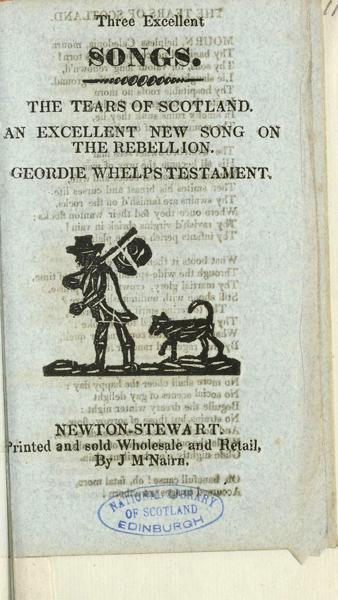 Three Excellent
SONGS.
THE TEARS OF SCOTLAND.
AN EXCELLENT NEW SONG ON
THE REBELLION.
GEORDIE WHELPS TESTAMENT.
NEWTON-STEWART.
Printed and sold Wholesale and Retail,
By J M'Nairn.
NATIONAL LIBRARY
OF SCOTLAND
EDINBURGH